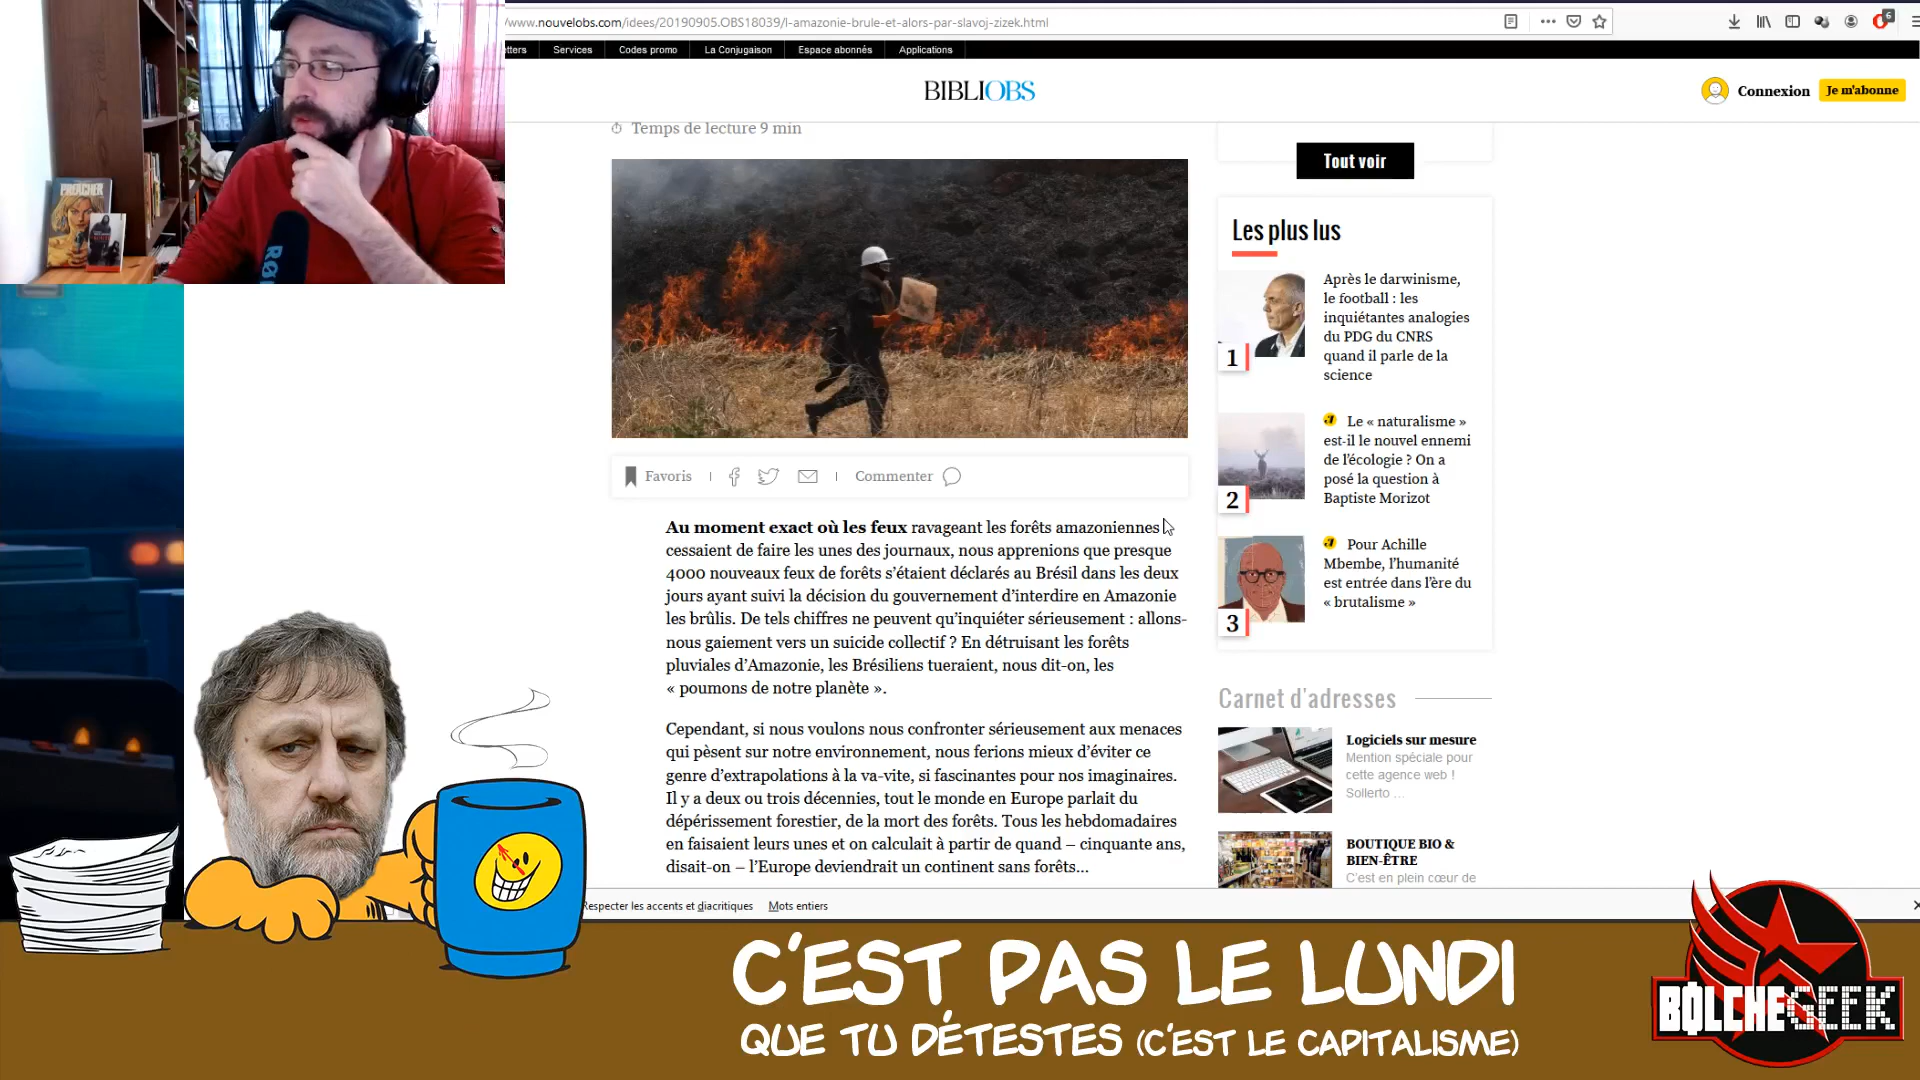 www.nouvelobs.com/idees/20190905.OBS18039/l-amazonie-brule-et-alors-par-slavoj-zizek.html
6
Services
Codes promo
La Conjugaison
Espace abonnés
Applications
BIBLIOBS
Connexion
Je m'abonne
Temps de lecture 9 min
PREACHER
RØ
Tout voir
Les plus lus
1
Après le darwinisme,
le football : les
inquiétantes analogies
du PDG du CNRS
quand il parle de la
science
2
Le « naturalisme »
est-il le nouvel ennemi
de l'écologie ? On a
posé la question à
Baptiste Morizot
3
Pour Achille
Mbembe, l'humanité
est entrée dans l'ère du
« brutalisme »
Favoris
Commenter
Au moment exact où les feux ravageant les forêts amazoniennes
cessaient de faire les unes des journaux, nous apprenions que presque
4000 nouveaux feux de forêts s'étaient déclarés au Brésil dans les deux
jours ayant suivi la décision du gouvernement d'interdire en Amazonie
les brûlis. De tels chiffres ne peuvent qu'inquiéter sérieusement : allons-
nous gaiement vers un suicide collectif ? En détruisant les forêts
pluviales d'Amazonie, les Brésiliens tueraient, nous dit-on, les
« poumons de notre planète ».
Cependant, si nous voulons nous confronter sérieusement aux menaces
qui pèsent sur notre environnement, nous ferions mieux d'éviter ce
genre d'extrapolations à la va-vite, si fascinantes pour nos imaginaires.
Il y a deux ou trois décennies, tout le monde en Europe parlait du
dépérissement forestier, de la mort des forêts. Tous les hebdomadaires
en faisaient leurs unes et on calculait à partir de quand – cinquante ans,
disait-on – l'Europe deviendrait un continent sans forêts...
Carnet d'adresses
Logiciels sur mesure
Mention spéciale pour
cette agence web !
Sollerto ...
BOUTIQUE BIO &
BIEN-ÊTRE
C'est en plein cœur de
Respecter les accents et diacritiques
Mots entiers
C'EST PAS LE LUNDI
QUE TU DÉTESTES (C'EST LE CAPITALISME)
BØLCHEGEEK